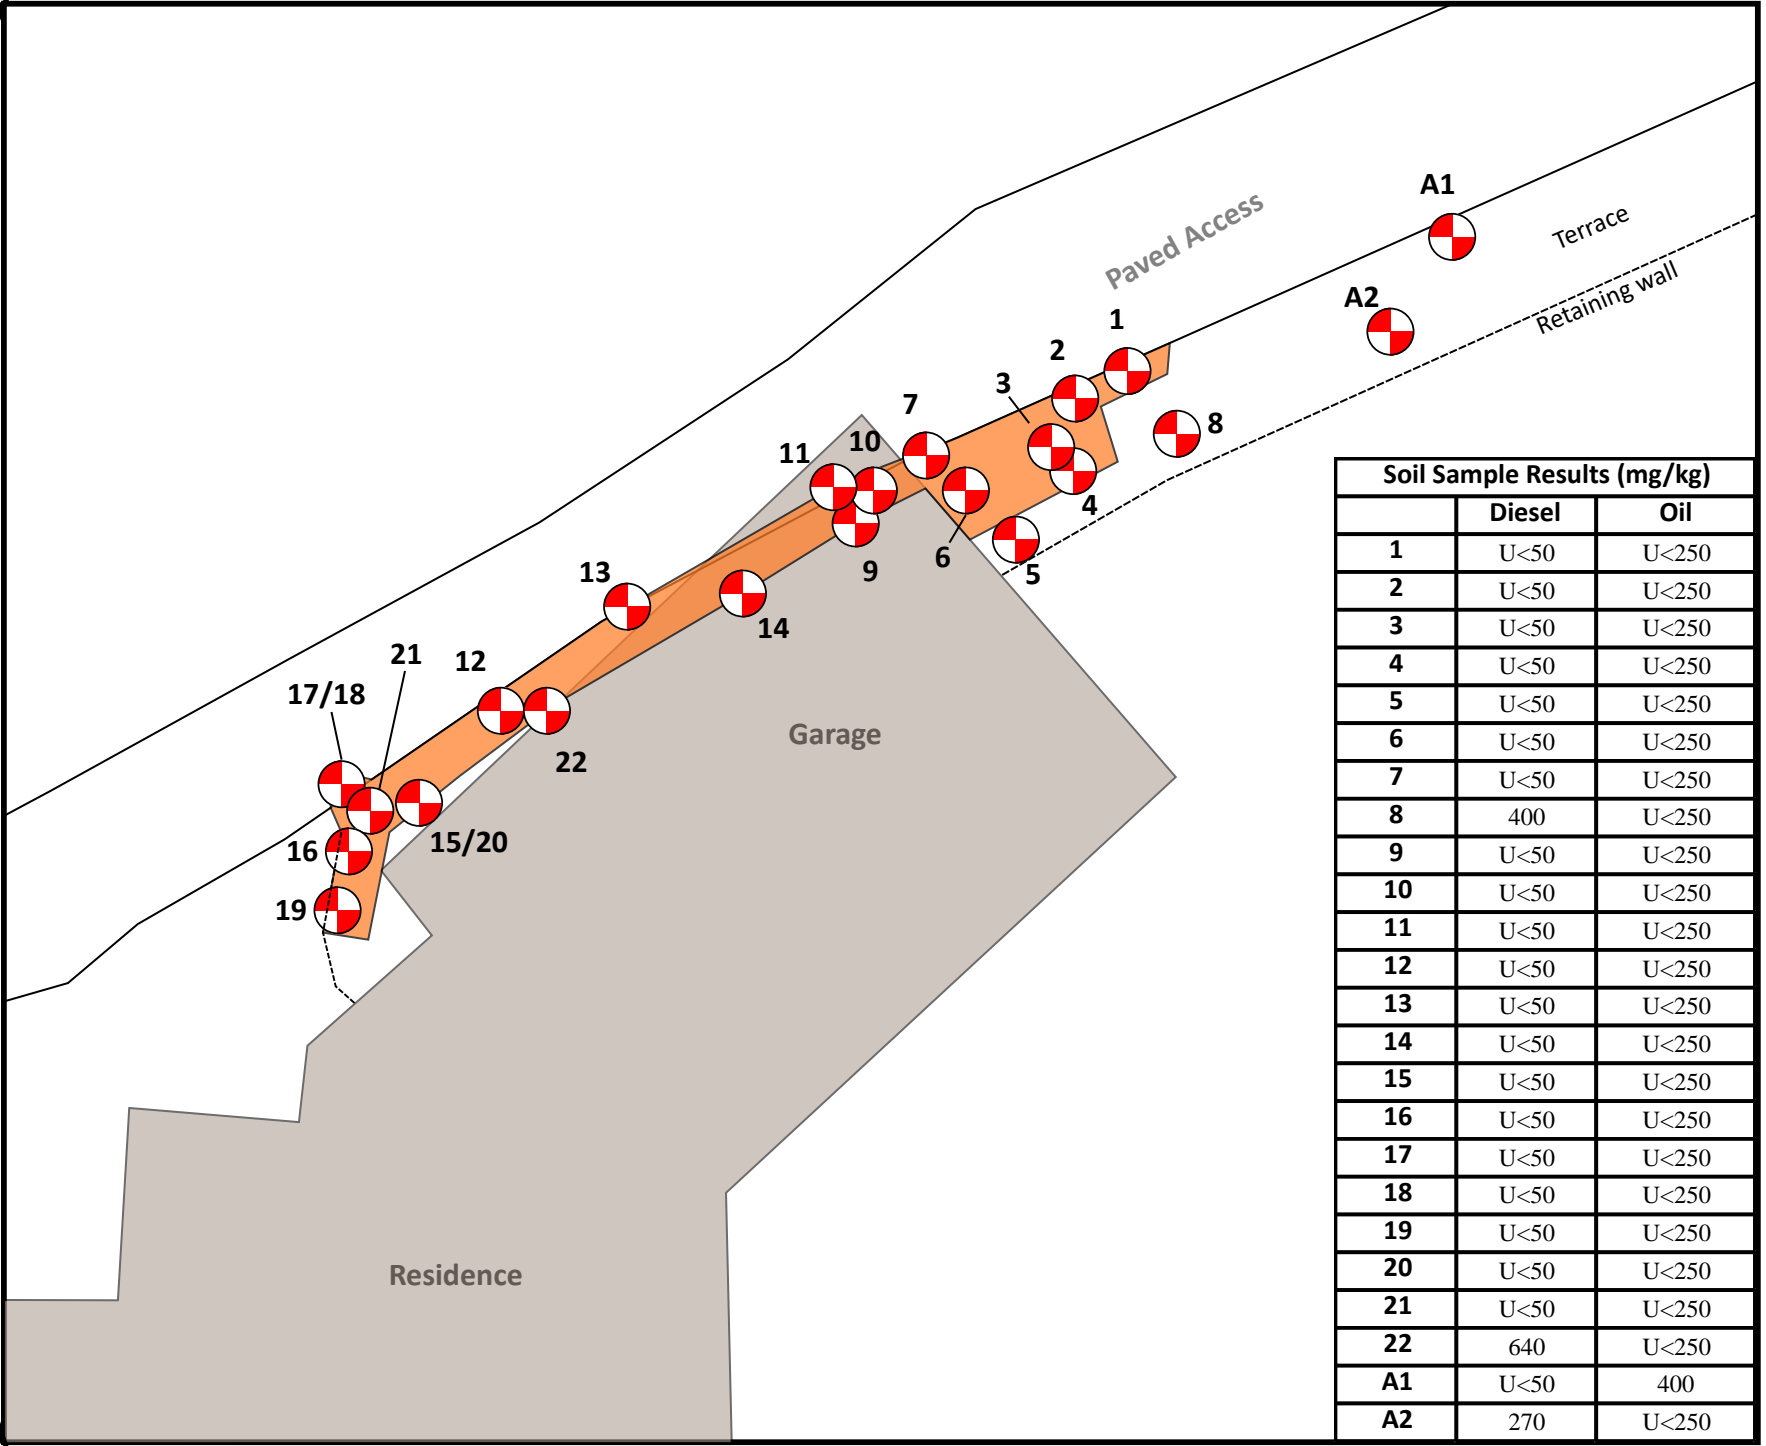 A1
Terrace
Paved Access
Retaining wall
A2
1
2
3
7
8
10
11
4
6
5
9
13
14
21
12
17/18
22
Garage
15/20
16
19
Residence
Soil Sample Results (mg/kg)
Diesel Oil
1 U<50 U<250
2 U<50 U<250
3 U<50 U<250
4 U<50 U<250
5 U<50 U<250
6 U<50 U<250
7 U<50 U<250
8 400 U<250
9 U<50 U<250
10 U<50 U<250
11 U<50 U<250
12 U<50 U<250
13 U<50 U<250
14 U<50 U<250
15 U<50 U<250
16 U<50 U<250
17 U<50 U<250
18 U<50 U<250
19 U<50 U<250
20 U<50 U<250
21 U<50 U<250
22 640 U<250
A1 U<50 400
A2 270 U<250